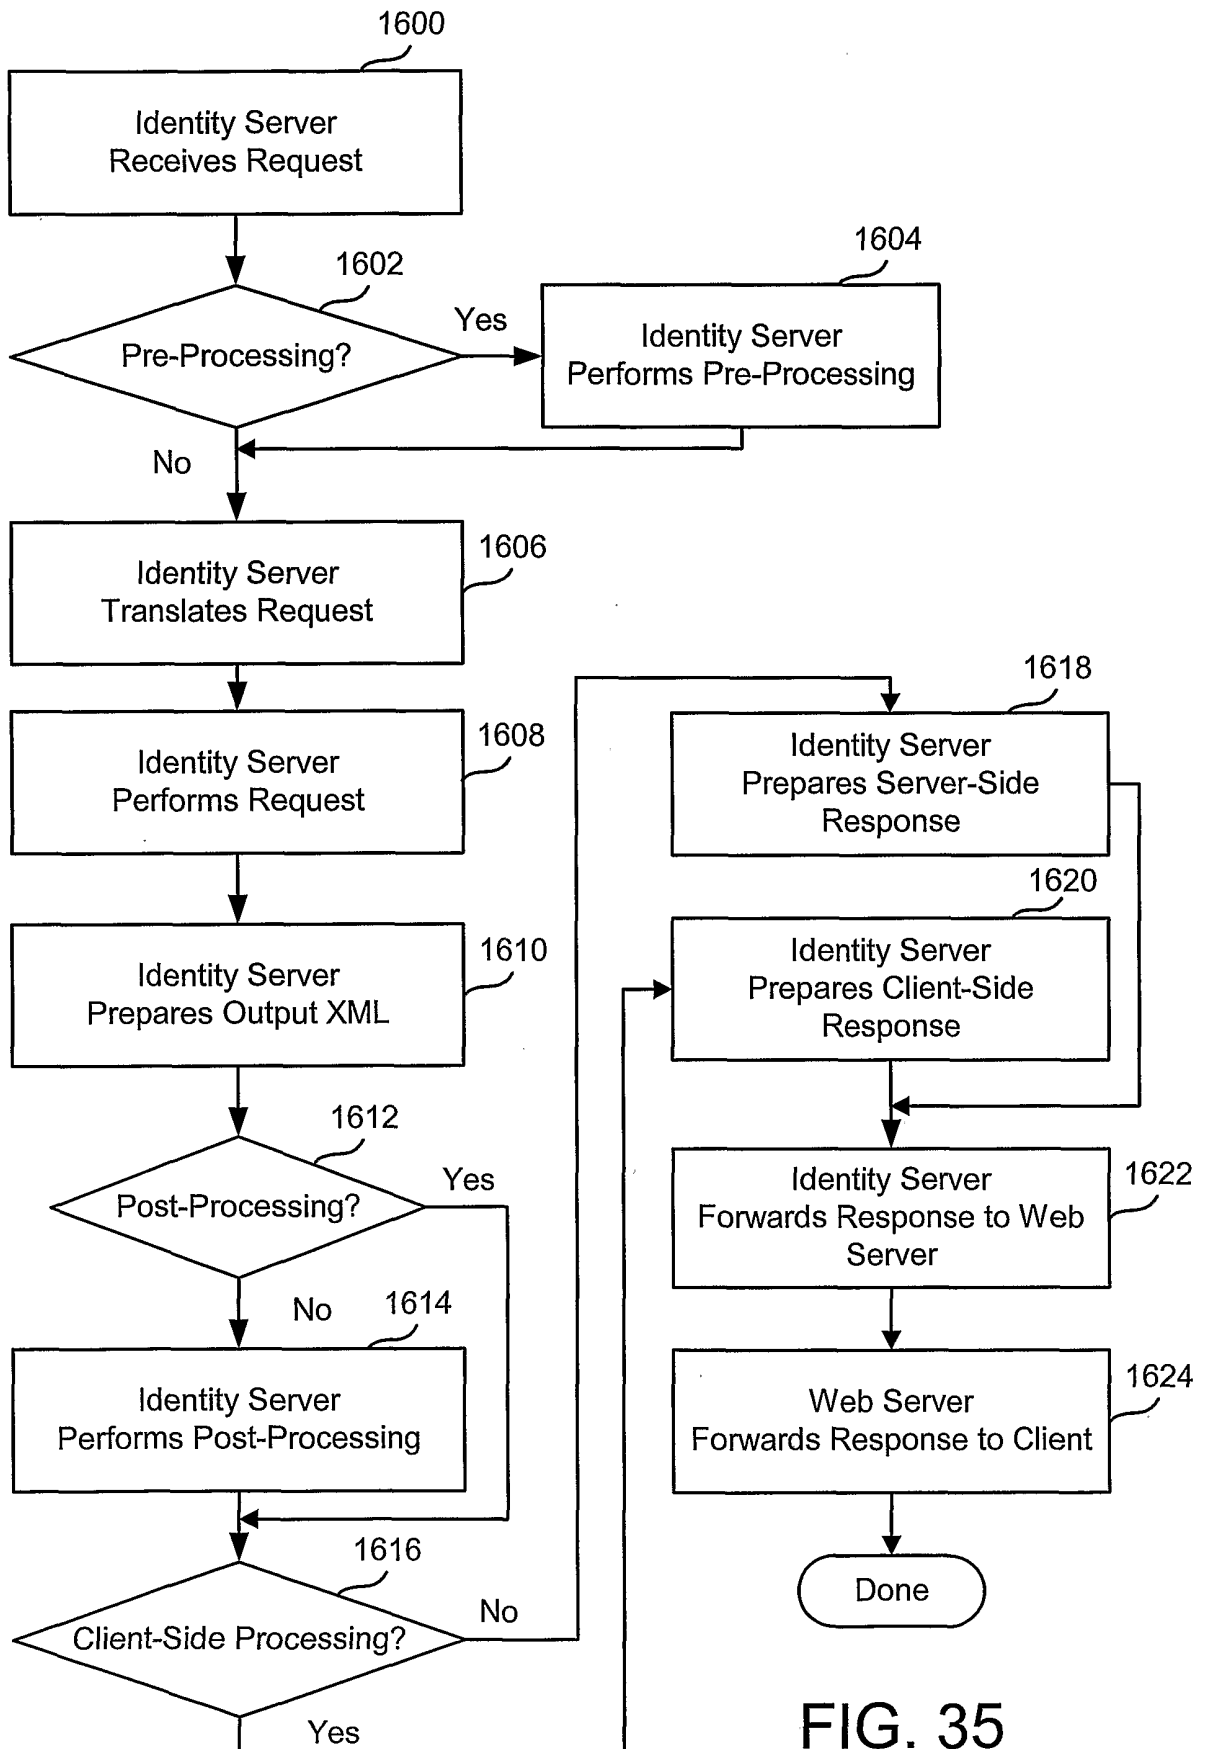 1600
Identity Server
Receives Request
1602
Pre-Processing?
Yes
No
1604
Identity Server
Performs Pre-Processing
1606
Identity Server
Translates Request
1608
Identity Server
Performs Request
1610
Identity Server
Prepares Output XML
1612
Post-Processing?
Yes
No
1614
Identity Server
Performs Post-Processing
1616
Client-Side Processing?
No
Yes
1618
Identity Server
Prepares Server-Side
Response
1620
Identity Server
Prepares Client-Side
Response
1622
Identity Server
Forwards Response to Web
Server
1624
Web Server
Forwards Response to Client
Done
FIG. 35